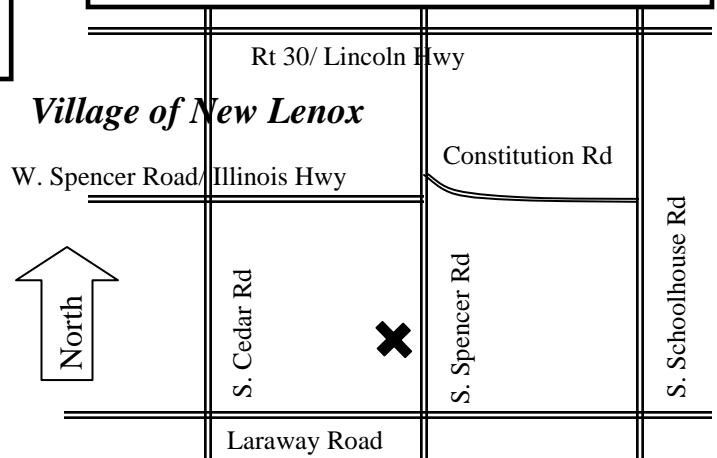 Rt 30/ Lincoln Hwy
Village of New Lenox
Constitution Rd
W. Spencer Road/ Illinois Hwy
North
S. Cedar Rd
S. Spencer Rd
S. Schoolhouse Rd
Laraway Road